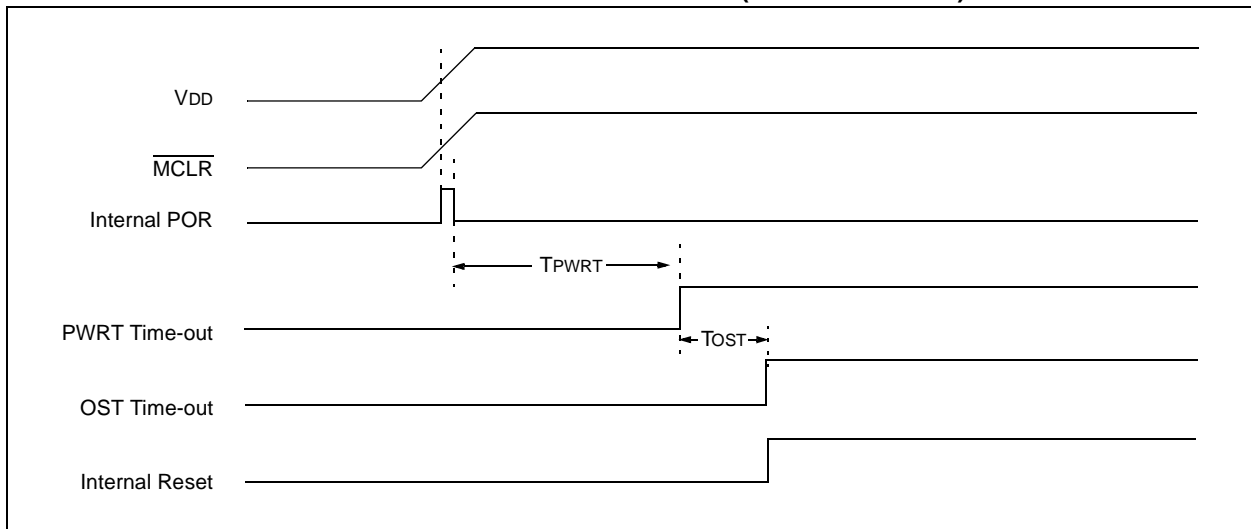 VDD
MCLR
Internal POR
TPWRT
PWRT Time-out
TOST
OST Time-out
Internal Reset